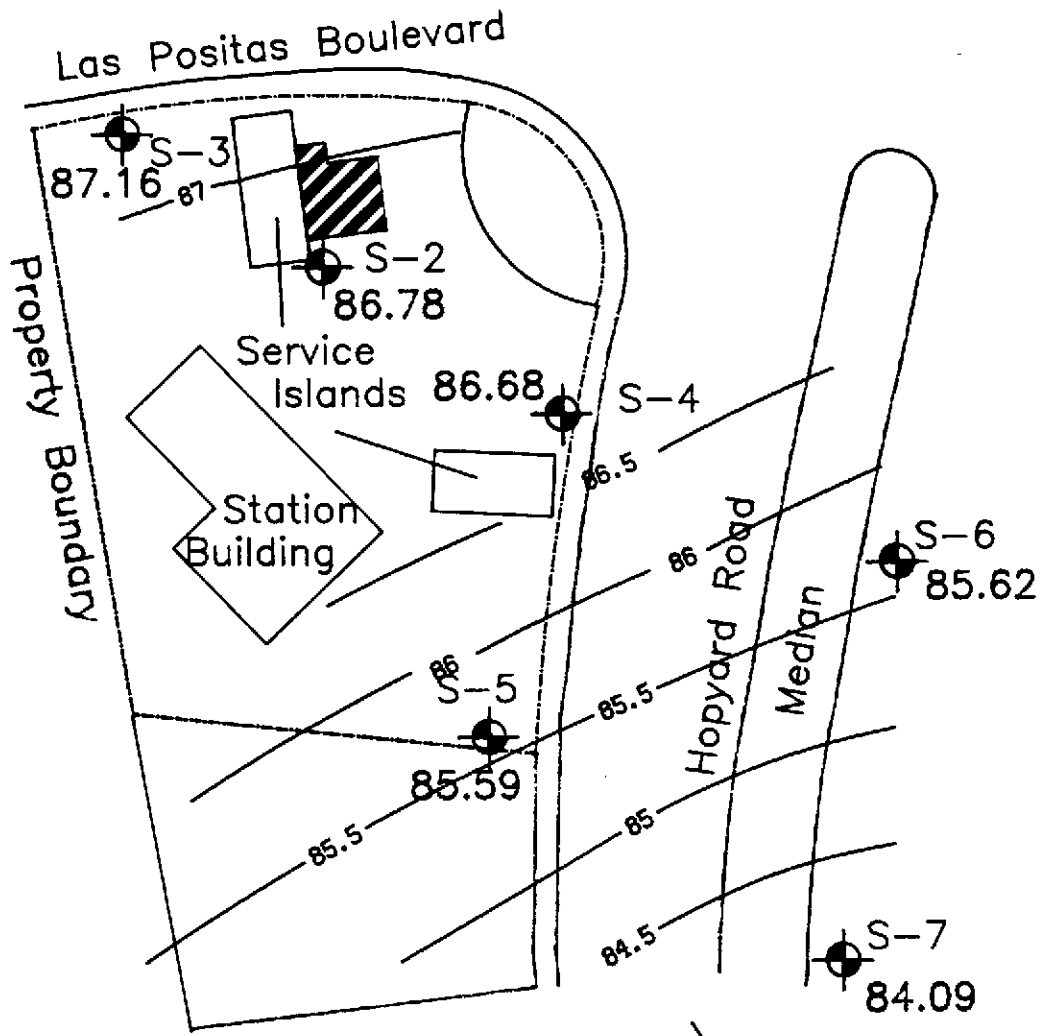 Las Positas Boulevard
S-3
87.16
87
S-2
86.78
Property Boundary
Service
Islands
86.68
S-4
86.5
Station
Building
86
S-6
85.62
Hopyard Road
Median
86
S-5
85.5
85.59
85.5
85
84.5
S-7
84.09